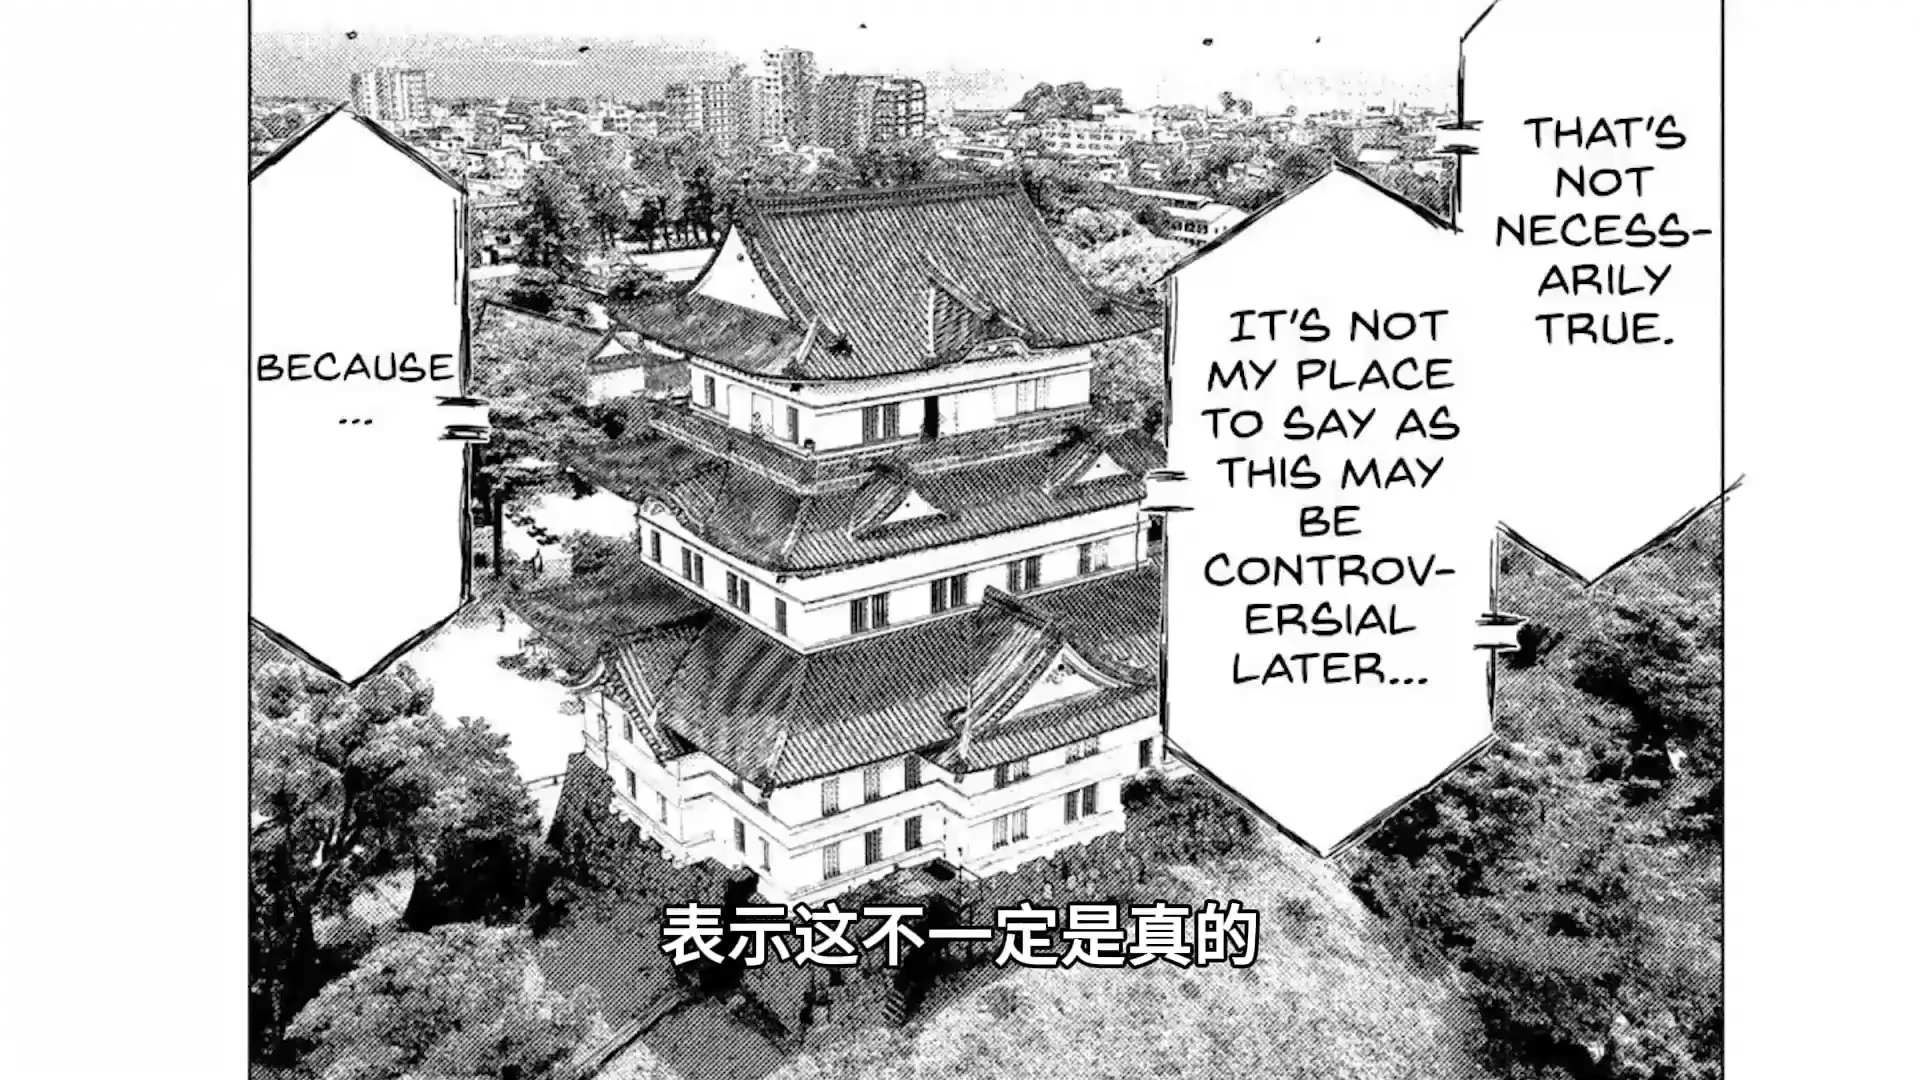 THAT'S
NOT
NECESS-
ARILY
TRUE.
IT'S NOT
MY PLACE
TO SAY AS
THIS MAY
BE
CONTROV-
ERSIAL
LATER...
BECAUSE
...
表示这不一定是真的